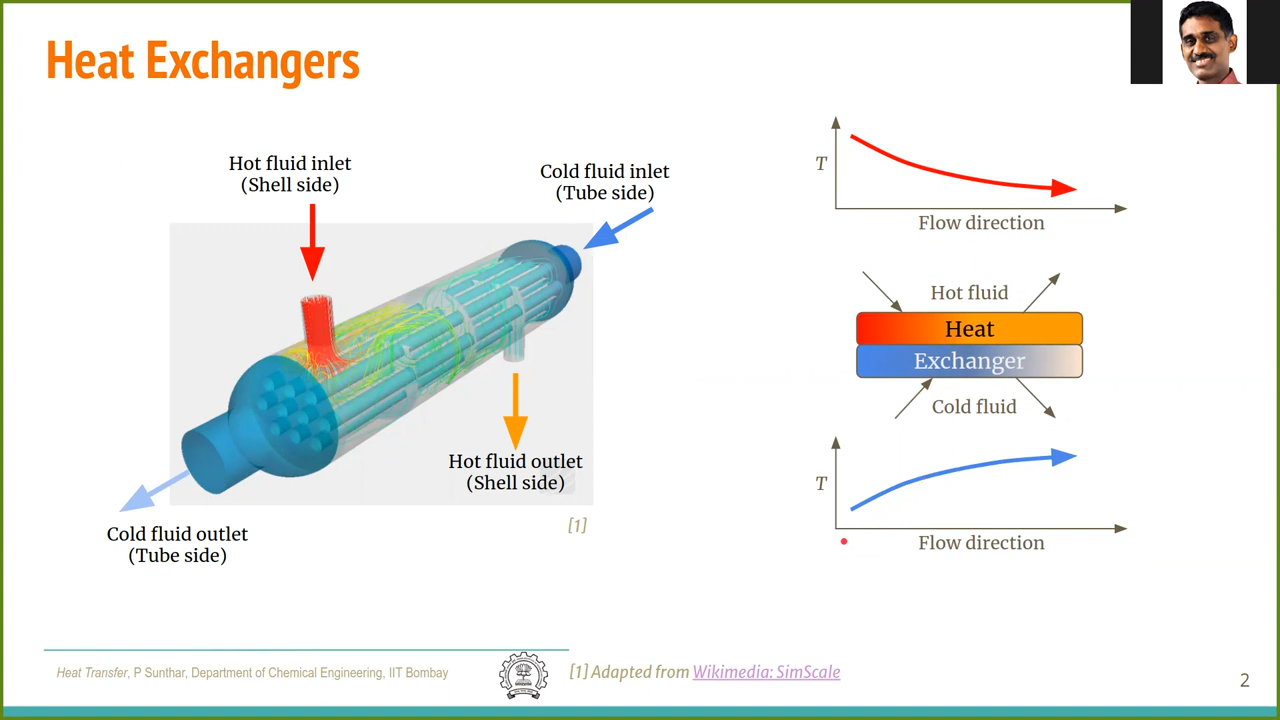 Heat Exchangers
Hot fluid inlet
(Shell side)
Cold fluid inlet
(Tube side)
Hot fluid outlet
(Shell side)
[1]
Cold fluid outlet
(Tube side)
T
Flow direction
Hot fluid
Heat
Exchanger
Cold fluid
T
Flow direction
Heat Transfer, P Sunthar, Department of Chemical Engineering, IIT Bombay
[1] Adapted from Wikimedia: SimScale
2